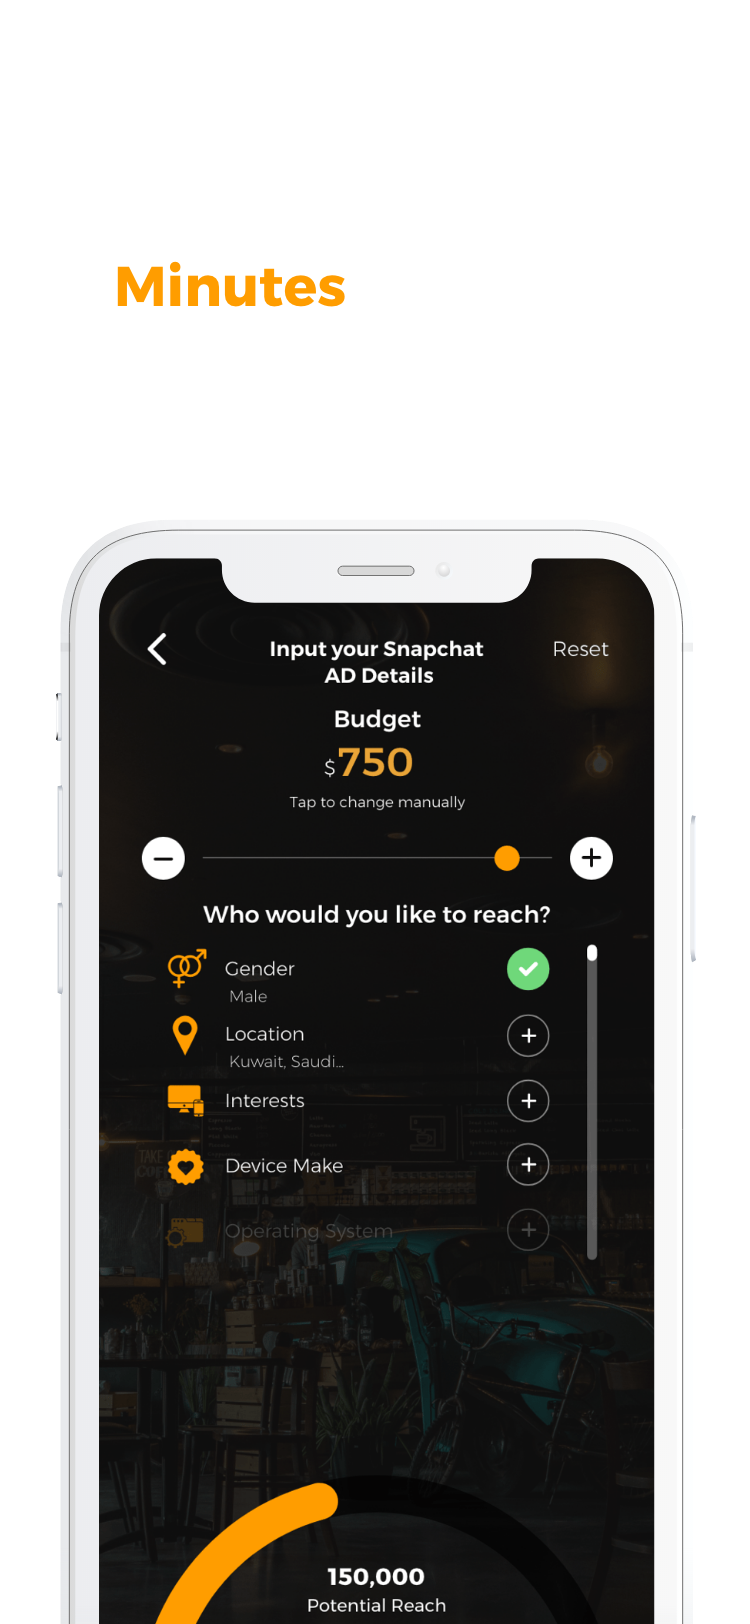 Minutes
Input your Snapchat
AD Details
Reset
Budget
$750
Tap to change manually
Who would you like to reach?
Gender
Male
Location
Kuwait, Saudi...
Interests
Device Make
Operating System
150,000
Potential Reach